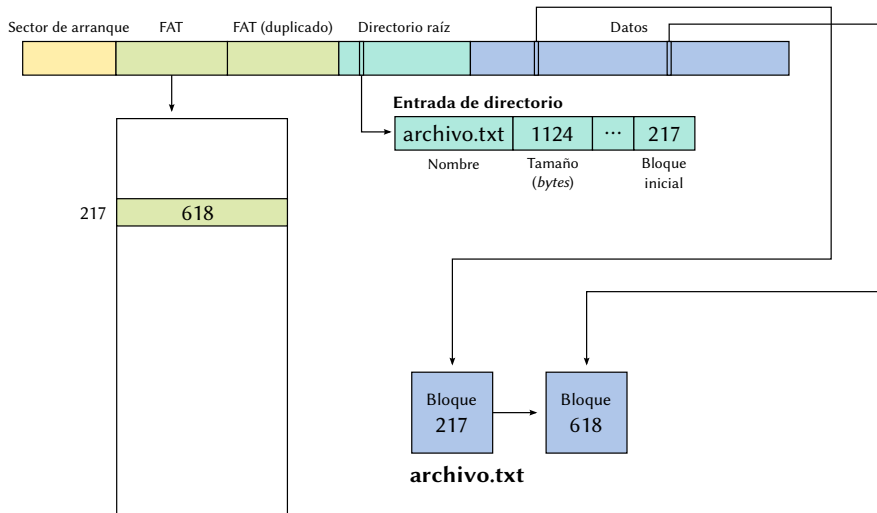 Sector de arranque
FAT
FAT (duplicado)
Directorio raíz
Datos
Entrada de directorio
archivo.txt
1124
...
217
Nombre
Tamaño
(bytes)
Bloque
inicial
217
618
Bloque
217
Bloque
618
archivo.txt